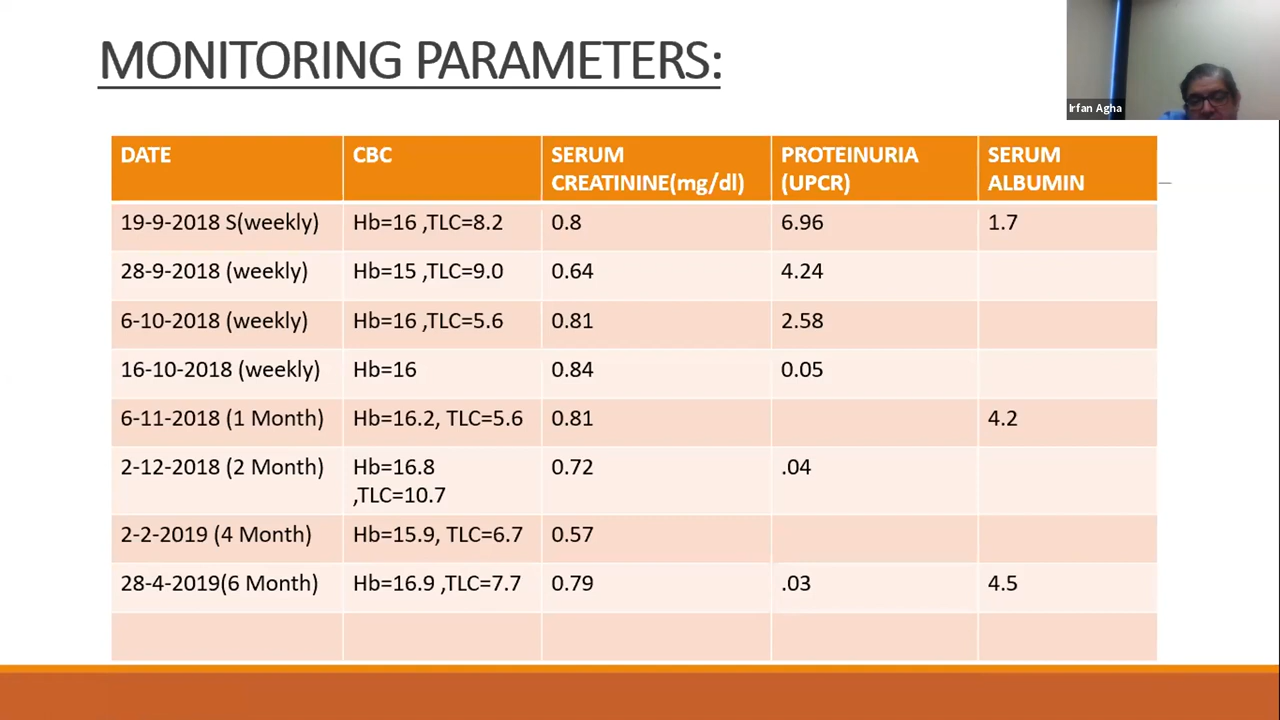 MONITORING PARAMETERS:
Irfan Agha
DATE CBC SERUM CREATININE(mg/dl) PROTEINURIA (UPCR) SERUM ALBUMIN
19-9-2018 S(weekly) Hb=16 ,TLC=8.2 0.8 6.96 1.7
28-9-2018 (weekly) Hb=15 ,TLC=9.0 0.64 4.24
6-10-2018 (weekly) Hb=16 ,TLC=5.6 0.81 2.58
16-10-2018 (weekly) Hb=16 0.84 0.05
6-11-2018 (1 Month) Hb=16.2, TLC=5.6 0.81 4.2
2-12-2018 (2 Month) Hb=16.8 ,TLC=10.7 0.72 .04
2-2-2019 (4 Month) Hb=15.9, TLC=6.7 0.57
28-4-2019(6 Month) Hb=16.9 ,TLC=7.7 0.79 .03 4.5